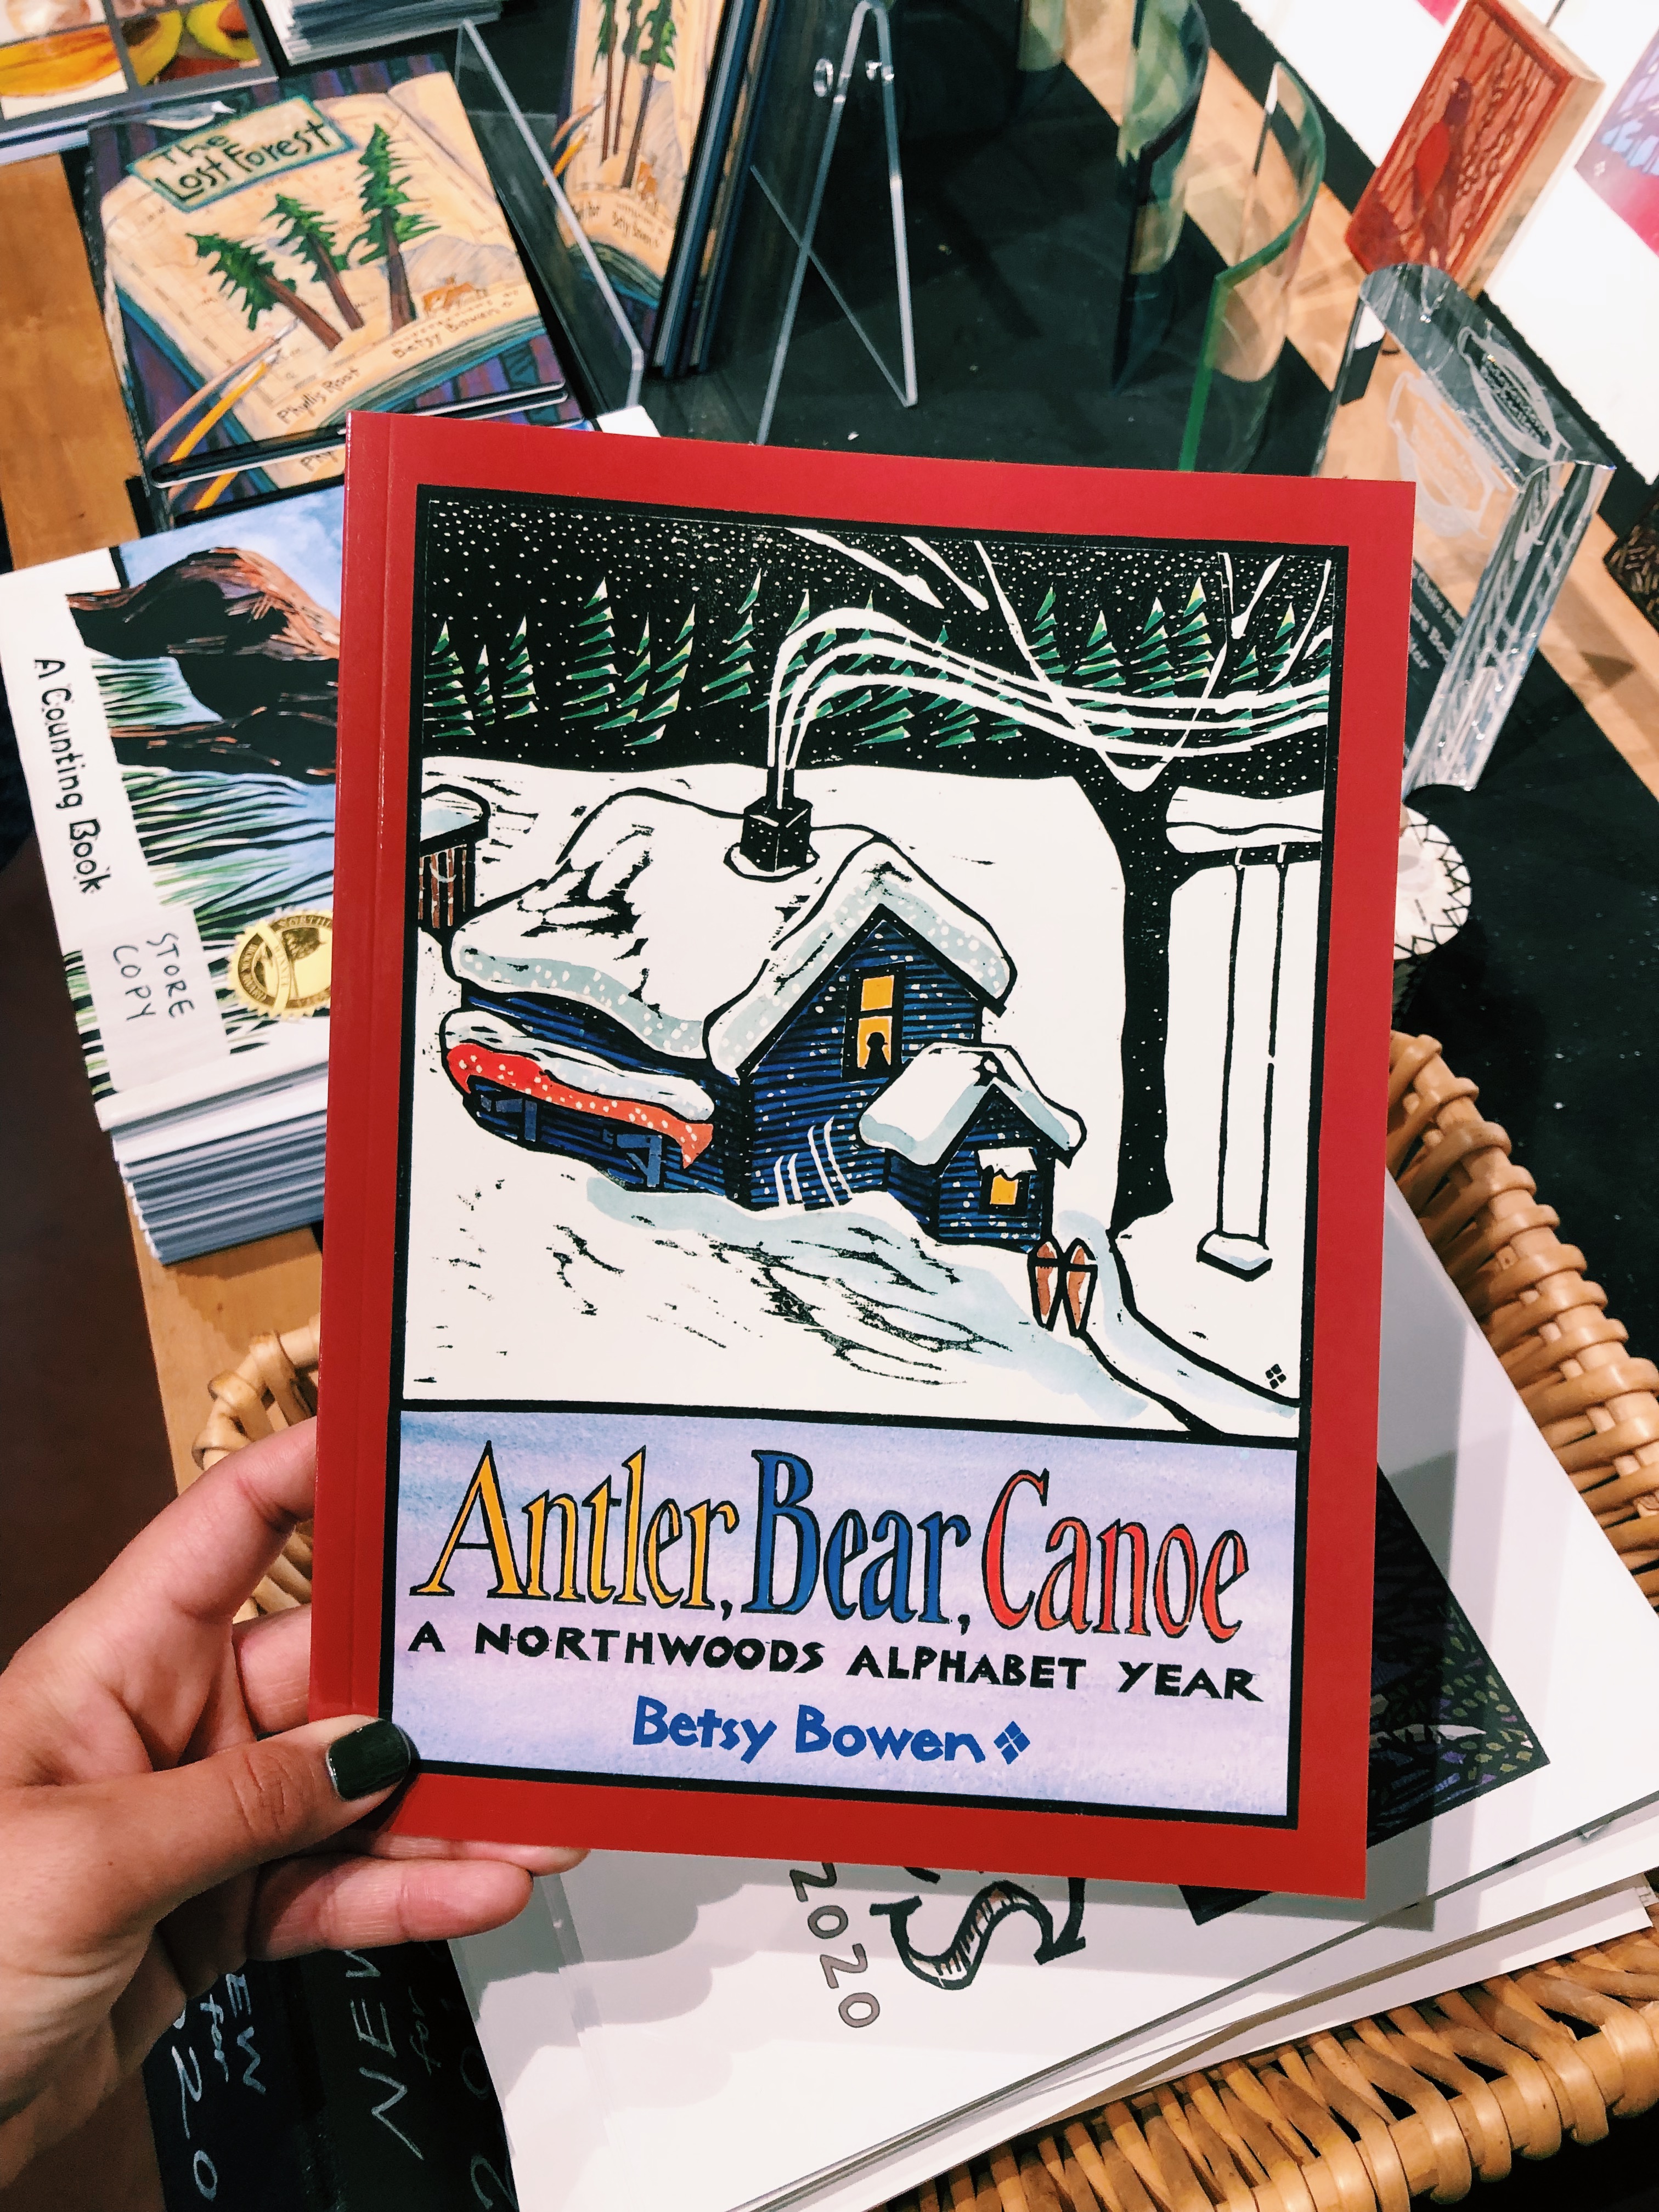 The
Lost Forest
Phyllis Root
Betsy Bowen
A Counting Book
STORE
COPY
Antler, Bear, Canoe
A NORTHWOODS ALPHABET YEAR
Betsy Bowen
2020
NEW